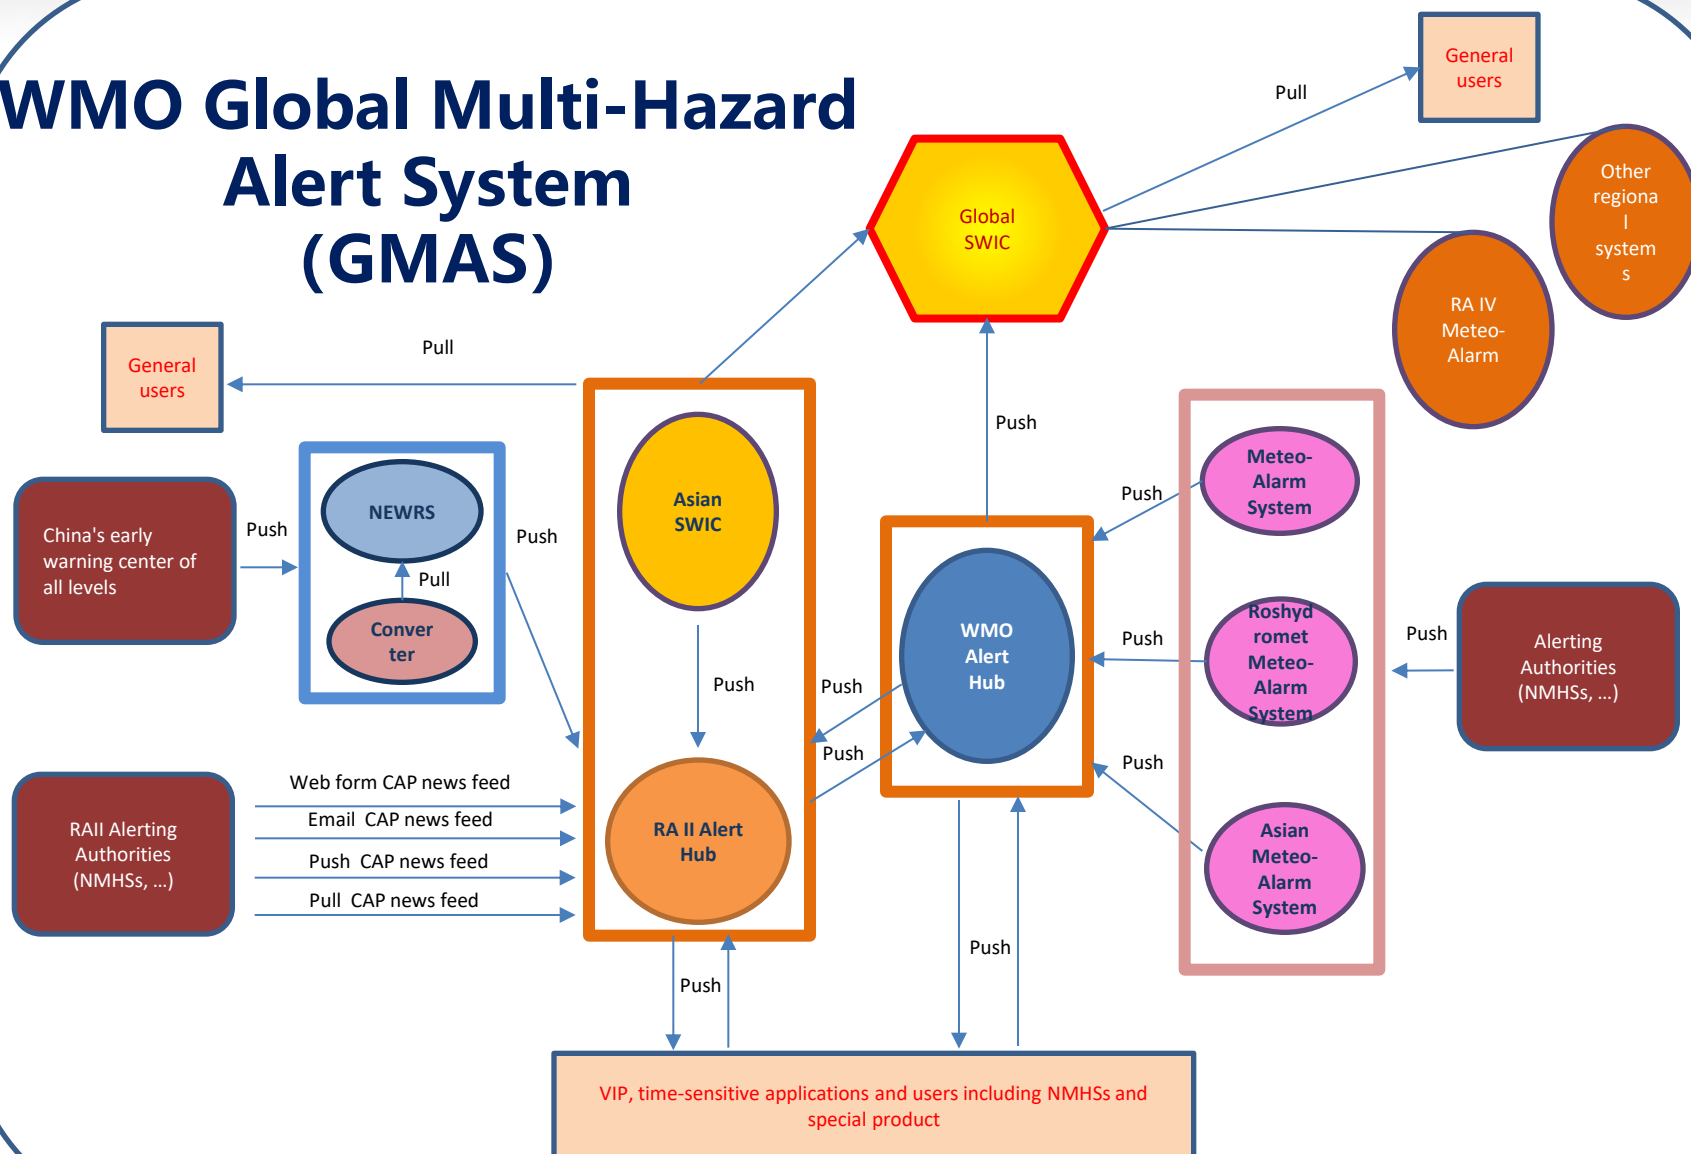 WMO Global Multi-Hazard
Alert System
(GMAS)
General
users
Pull
Other
regiona
l
system
s
Global
SWIC
RA IV
Meteo-
Alarm
General
users
Pull
Push
Meteo-
Alarm
System
Push
NEWRS
Asian
SWIC
China's early
warning center of
all levels
Push
Push
Pull
Conver
ter
WMO
Alert
Hub
Roshyd
romet
Meteo-
Alarm
System
Push
Push
Alerting
Authorities
(NMHSs, ...)
Push
Push
Push
Push
Web form CAP news feed
Email  CAP news feed
Push  CAP news feed
Pull  CAP news feed
RAII Alerting
Authorities
(NMHSs, ...)
RA II Alert
Hub
Asian
Meteo-
Alarm
System
Push
Push
VIP, time-sensitive applications and users including NMHSs and
special product